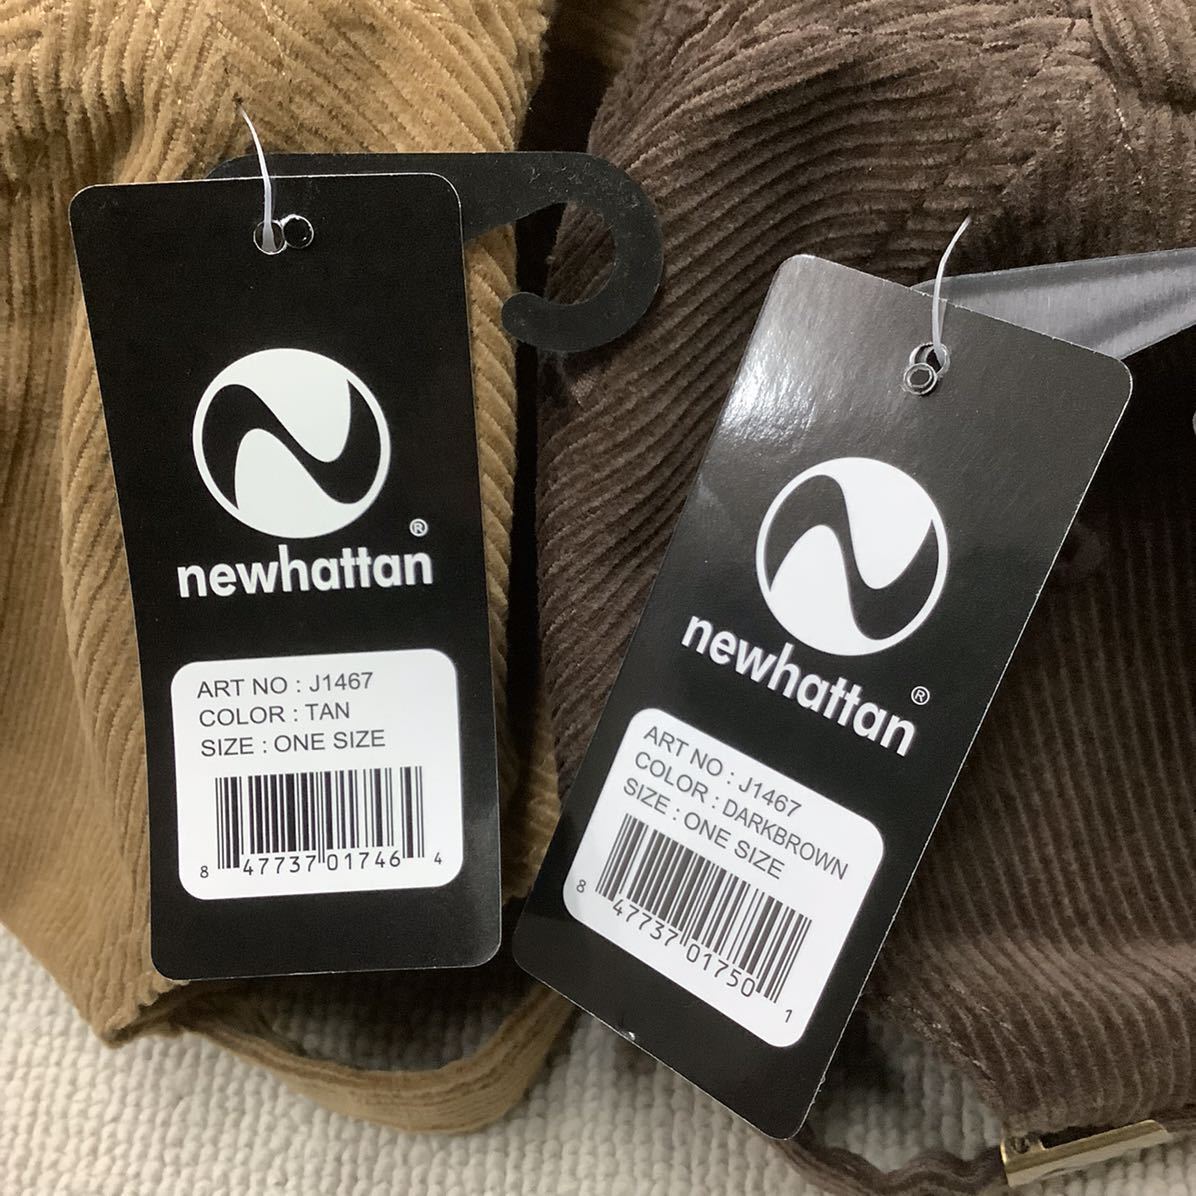 newhattan®
ART NO : J1467
COLOR : TAN
SIZE : ONE SIZE
8 47737 01746 4
newhattan®
ART NO : J1467
COLOR : DARKBROWN
SIZE : ONE SIZE
8 47737 01750 1